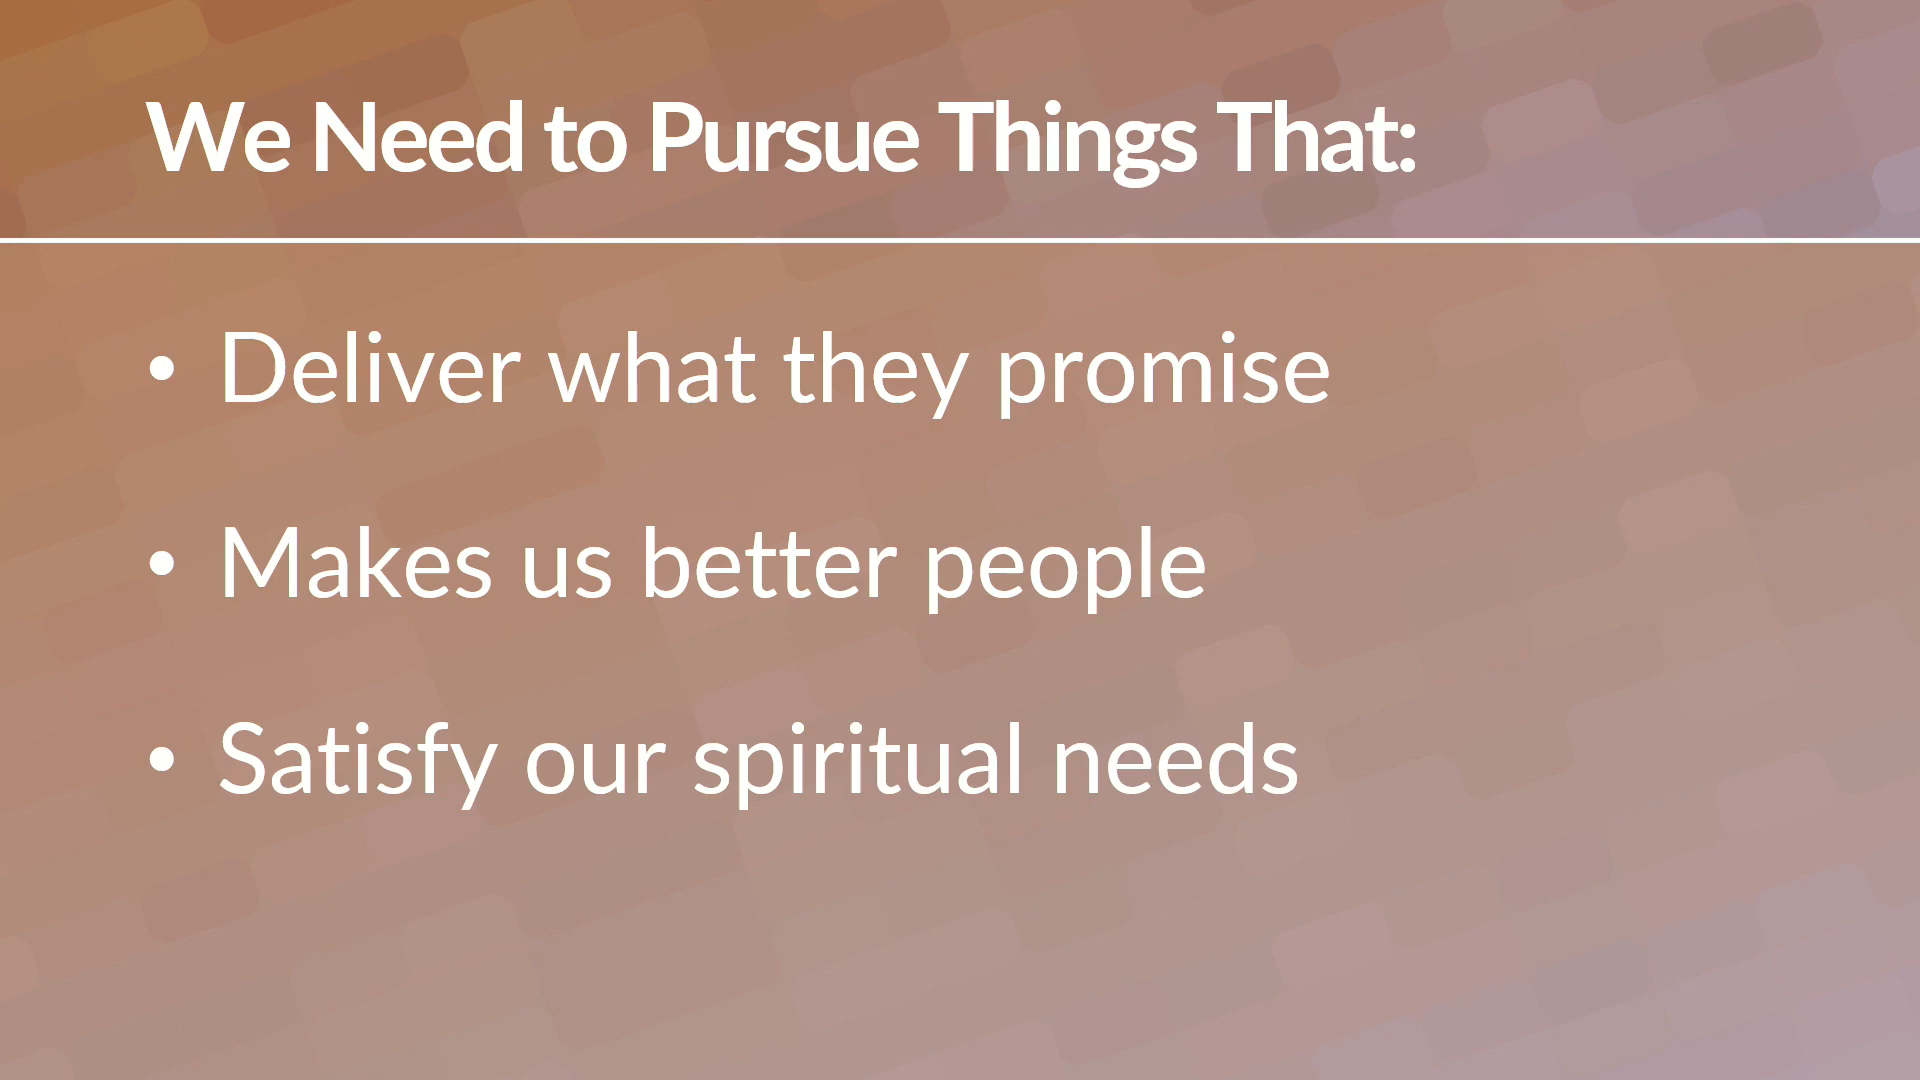 We Need to Pursue Things That:
• Deliver what they promise
• Makes us better people
• Satisfy our spiritual needs